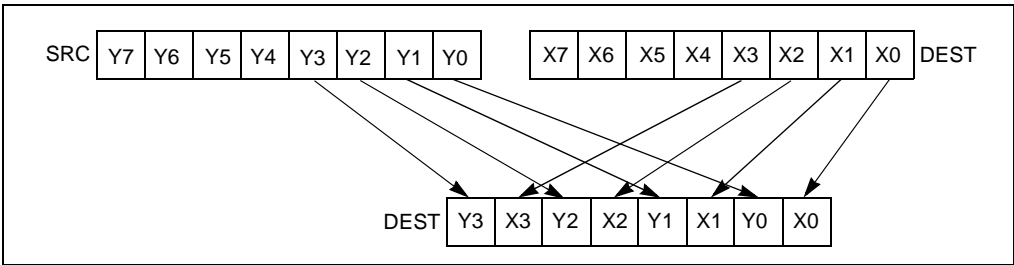 SRC Y7 Y6 Y5 Y4 Y3 Y2 Y1 Y0 X7 X6 X5 X4 X3 X2 X1 X0 DEST
DEST Y3 X3 Y2 X2 Y1 X1 Y0 X0